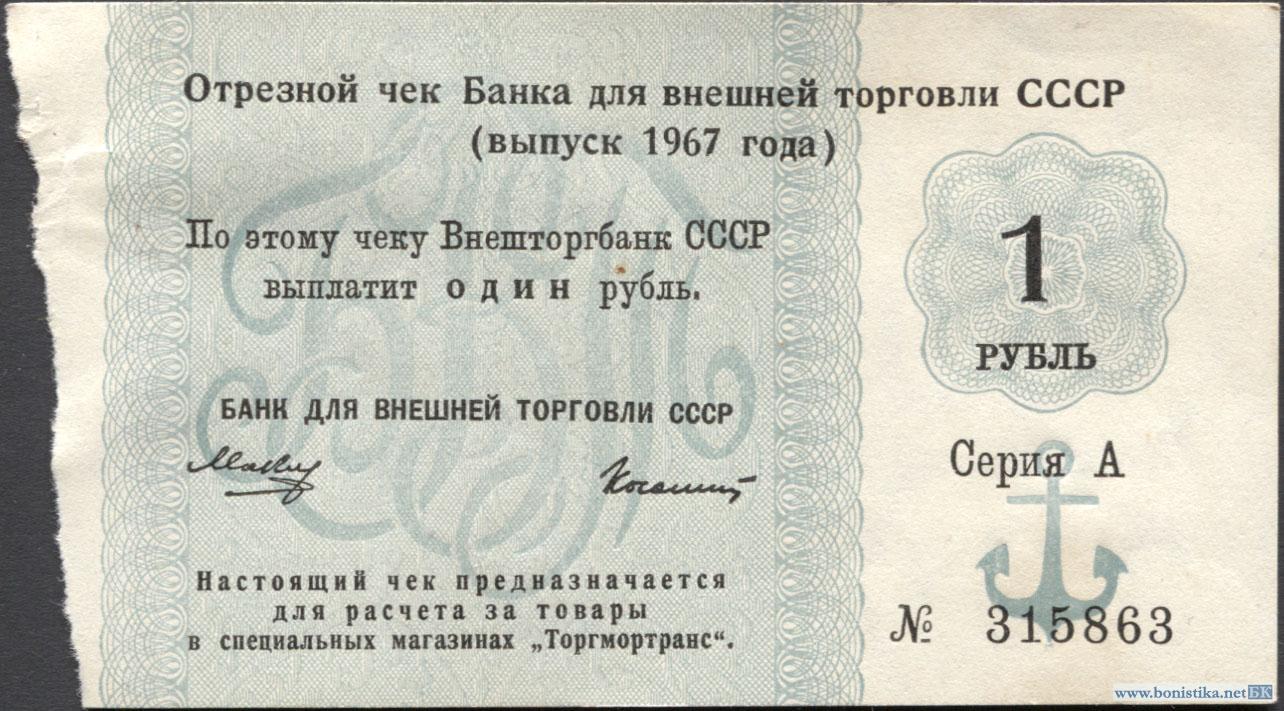 Отрезной чек Банка для внешней торговли СССР
(выпуск 1967 года)
По этому чеку Внешторгбанк СССР
выплатит один рубль.
1
РУБЛЬ
БАНК ДЛЯ ВНЕШНЕЙ ТОРГОВЛИ СССР
Серия А
Настоящий чек предназначается
для расчета за товары
в специальных магазинах „Торгмортранс“.
№ 315863
www.bonistika.net БК